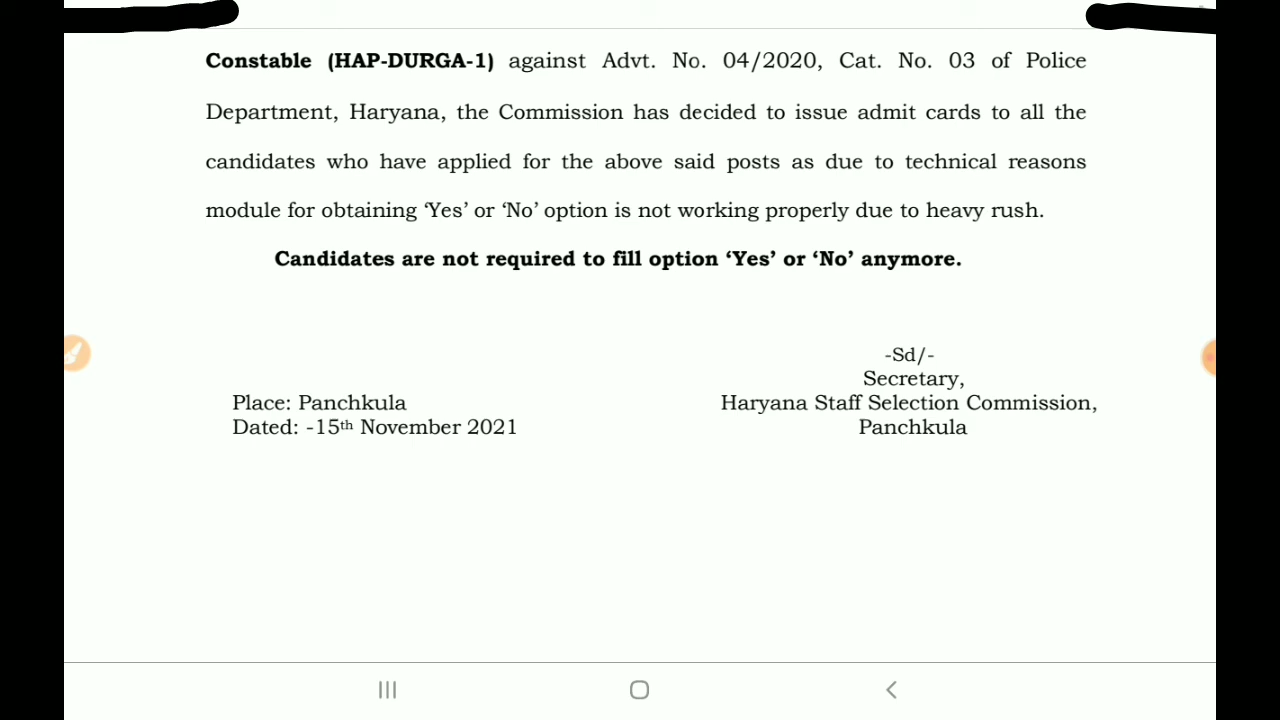 Constable (HAP-DURGA-1) against Advt. No. 04/2020, Cat. No. 03 of Police
Department, Haryana, the Commission has decided to issue admit cards to all the
candidates who have applied for the above said posts as due to technical reasons
module for obtaining ‘Yes’ or ‘No’ option is not working properly due to heavy rush.
Candidates are not required to fill option ‘Yes’ or ‘No’ anymore.
-Sd/-
Secretary,
Place: Panchkula Haryana Staff Selection Commission,
Dated: -15th November 2021 Panchkula